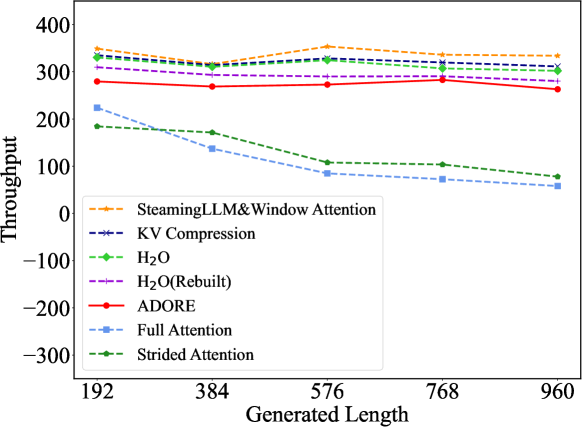 400
300
200
100
0
−100
−200
−300
Throughput
SteamingLLM&Window Attention
KV Compression
H₂O
H₂O(Rebuilt)
ADORE
Full Attention
Strided Attention
192 384 576 768 960
Generated Length